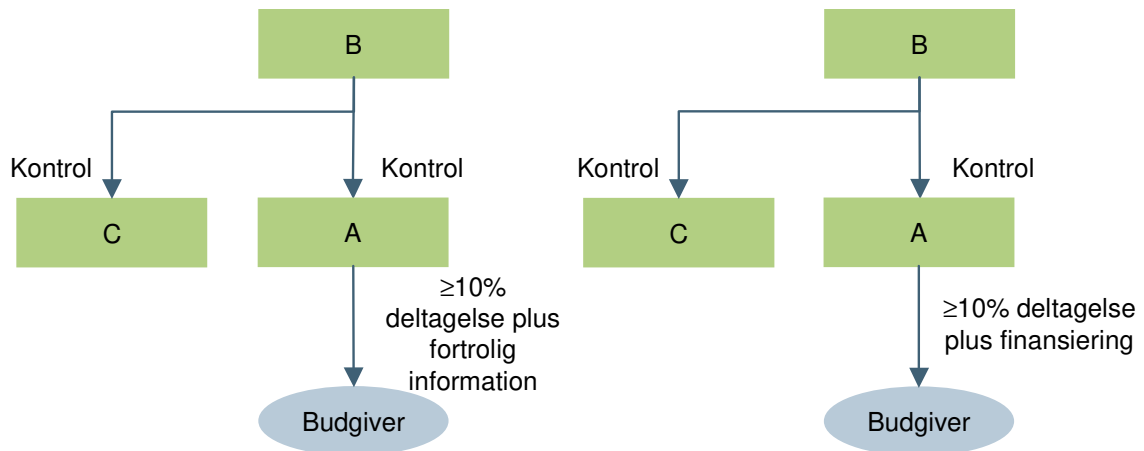 B
Kontrol
Kontrol
C
A
≥10%
deltagelse plus
fortrolig
information
Budgiver
B
Kontrol
Kontrol
C
A
≥10% deltagelse
plus finansiering
Budgiver